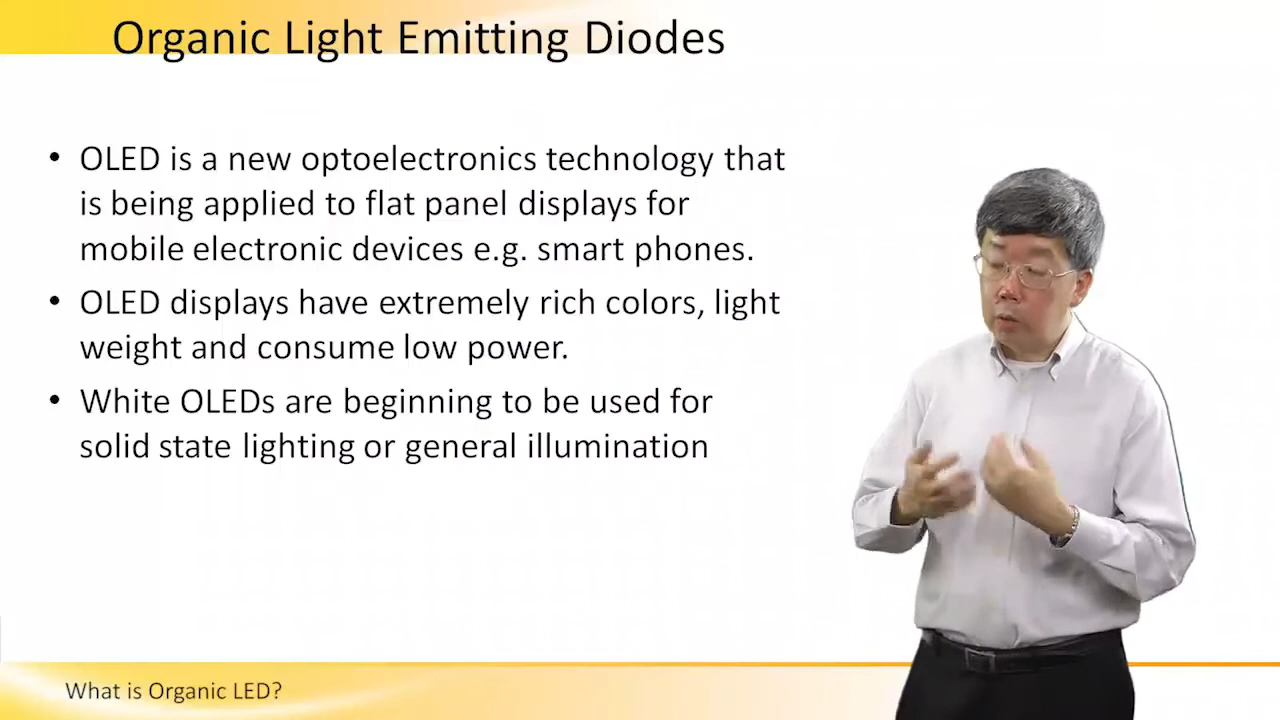 Organic Light Emitting Diodes
• OLED is a new optoelectronics technology that
is being applied to flat panel displays for
mobile electronic devices e.g. smart phones.
• OLED displays have extremely rich colors, light
weight and consume low power.
• White OLEDs are beginning to be used for
solid state lighting or general illumination
What is Organic LED?